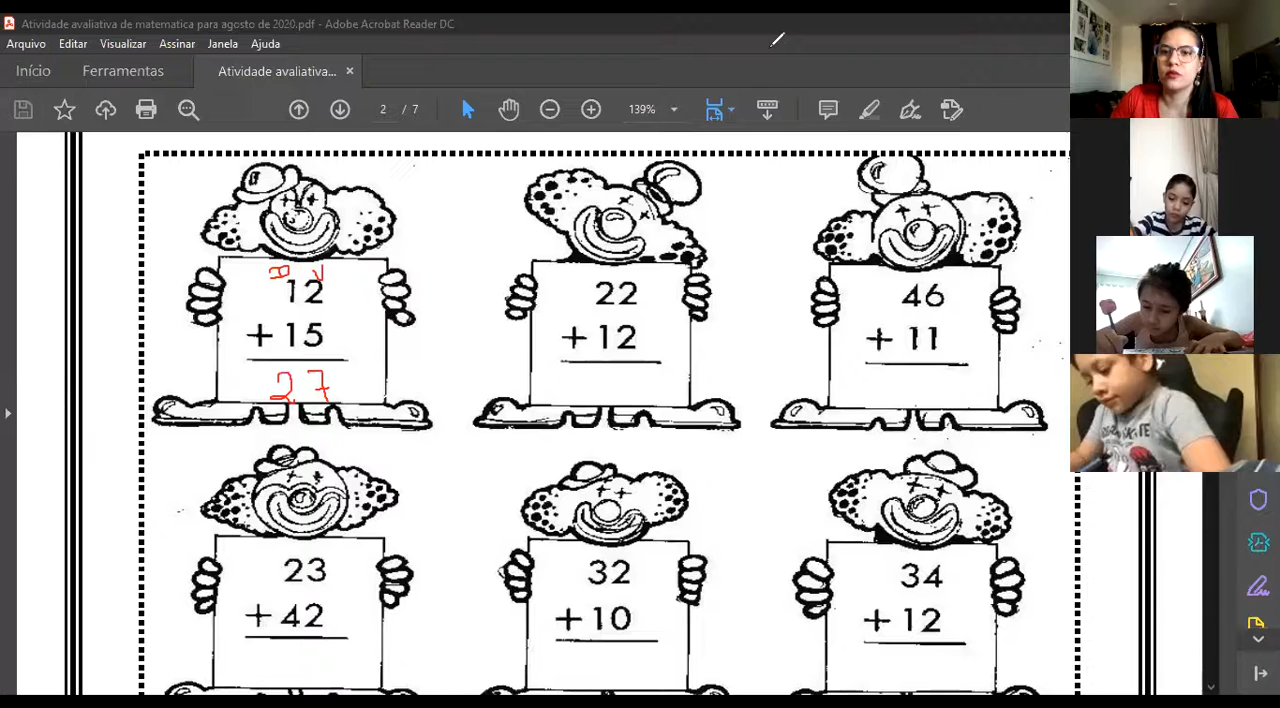 Atividade avaliativa de matematica para agosto de 2020.pdf - Adobe Acrobat Reader DC
Arquivo Editar Visualizar Assinar Janela Ajuda
Início Ferramentas Atividade avaliativa... ×
2 / 7 139%
D U
12
+ 15
27
22
+ 12
46
+ 11
23
+ 42
32
+ 10
34
+ 12